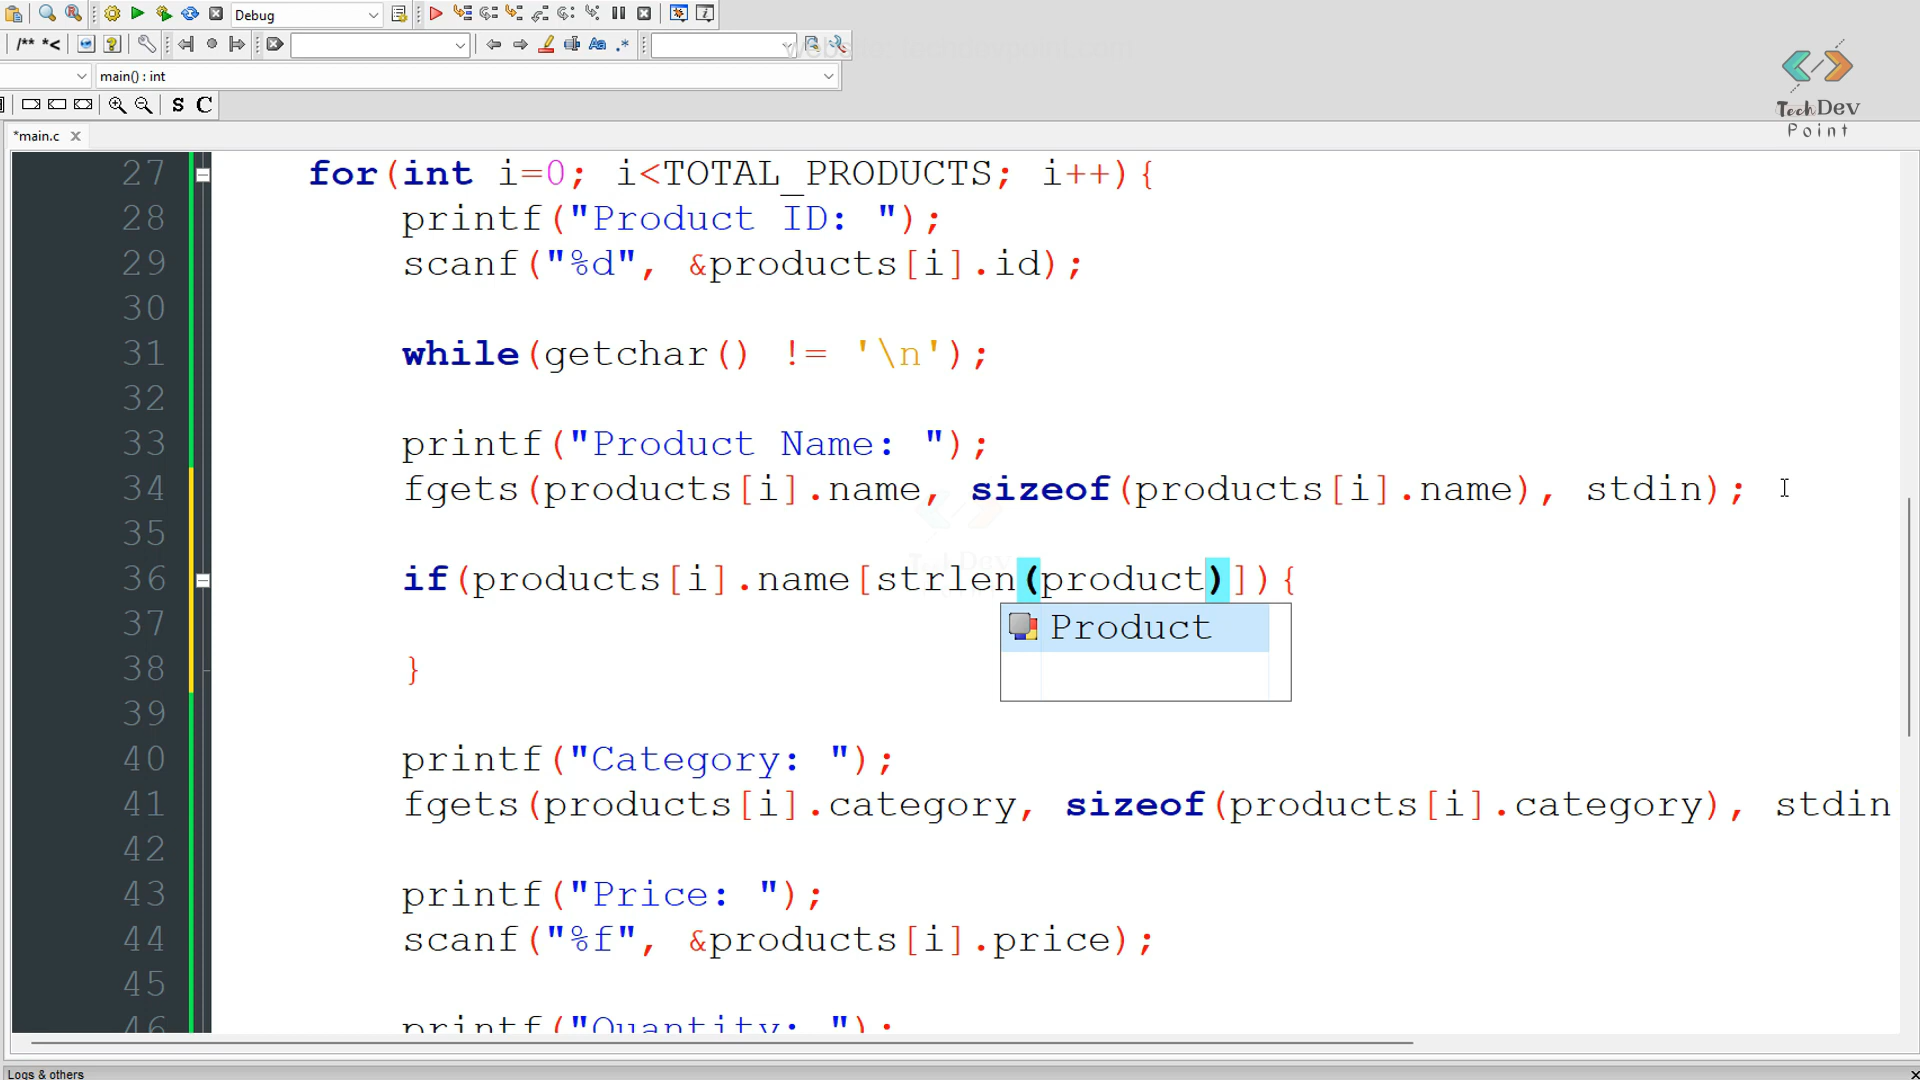 Debug
/** *<
main() : int
S C
TechDev
Point
*main.c
27 for(int i=0; i<TOTAL_PRODUCTS; i++){
28 printf("Product ID: ");
29 scanf("%d", &products[i].id);
30
31 while(getchar() != '\n');
32
33 printf("Product Name: ");
34 fgets(products[i].name, sizeof(products[i].name), stdin);
35
36 if(products[i].name[strlen(product)]){
Product
37
38 }
39
40 printf("Category: ");
41 fgets(products[i].category, sizeof(products[i].category), stdin
42
43 printf("Price: ");
44 scanf("%f", &products[i].price);
45
46 printf("Quantity: ");
Logs & others